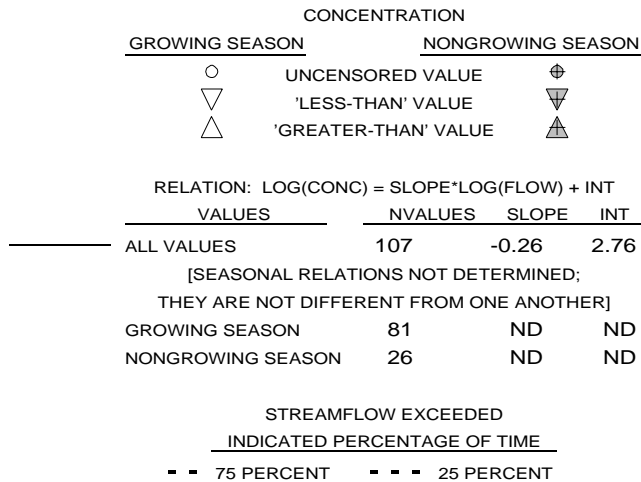 CONCENTRATION
GROWING SEASON NONGROWING SEASON
UNCENSORED VALUE
'LESS-THAN' VALUE
'GREATER-THAN' VALUE
RELATION: LOG(CONC) = SLOPE*LOG(FLOW) + INT
VALUES NVALUES SLOPE INT
ALL VALUES 107 -0.26 2.76
[SEASONAL RELATIONS NOT DETERMINED;
THEY ARE NOT DIFFERENT FROM ONE ANOTHER]
GROWING SEASON 81 ND ND
NONGROWING SEASON 26 ND ND
STREAMFLOW EXCEEDED
INDICATED PERCENTAGE OF TIME
75 PERCENT 25 PERCENT